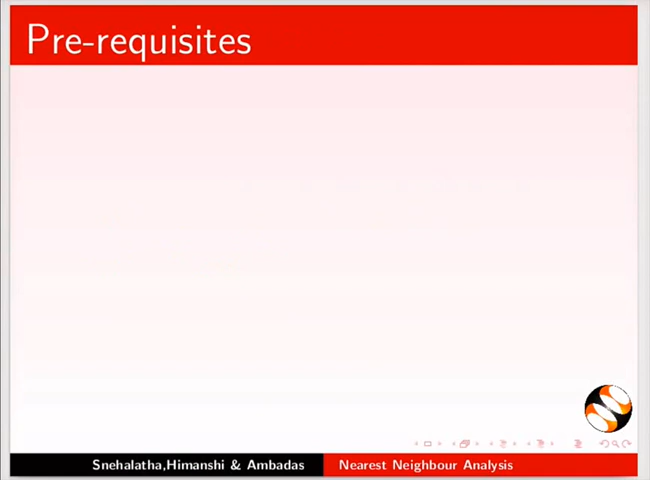 Pre-requisites
Snehalatha,Himanshi & Ambadas
Nearest Neighbour Analysis